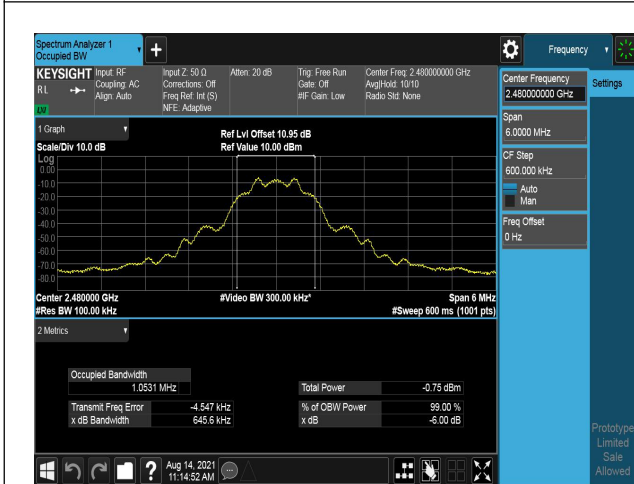 Spectrum Analyzer 1
Occupied BW
Frequency
KEYSIGHT
RL
Input: RF
Coupling: AC
Align: Auto
Input Z: 50 Ω
Corrections: Off
Freq Ref: Int (S)
NFE: Adaptive
Atten: 20 dB
Trig: Free Run
Gate: Off
#IF Gain: Low
Center Freq: 2.480000000 GHz
Avg|Hold: 10/10
Radio Std: None
Center Frequency
2.480000000 GHz
Settings
Span
6.0000 MHz
CF Step
600.000 kHz
Auto
Man
Freq Offset
0 Hz
1 Graph
Scale/Div 10.0 dB
Ref Lvl Offset 10.95 dB
Ref Value 10.00 dBm
Log
0.00
-10.0
-20.0
-30.0
-40.0
-50.0
-60.0
-70.0
-80.0
Center 2.480000 GHz
#Res BW 100.00 kHz
#Video BW 300.00 kHz*
Span 6 MHz
#Sweep 600 ms (1001 pts)
2 Metrics
Occupied Bandwidth
1.0531 MHz
Total Power -0.75 dBm
Transmit Freq Error -4.547 kHz
% of OBW Power 99.00 %
x dB Bandwidth 645.6 kHz
x dB -6.00 dB
Prototype
Limited
Sale
Allowed
?
Aug 14, 2021
11:14:52 AM